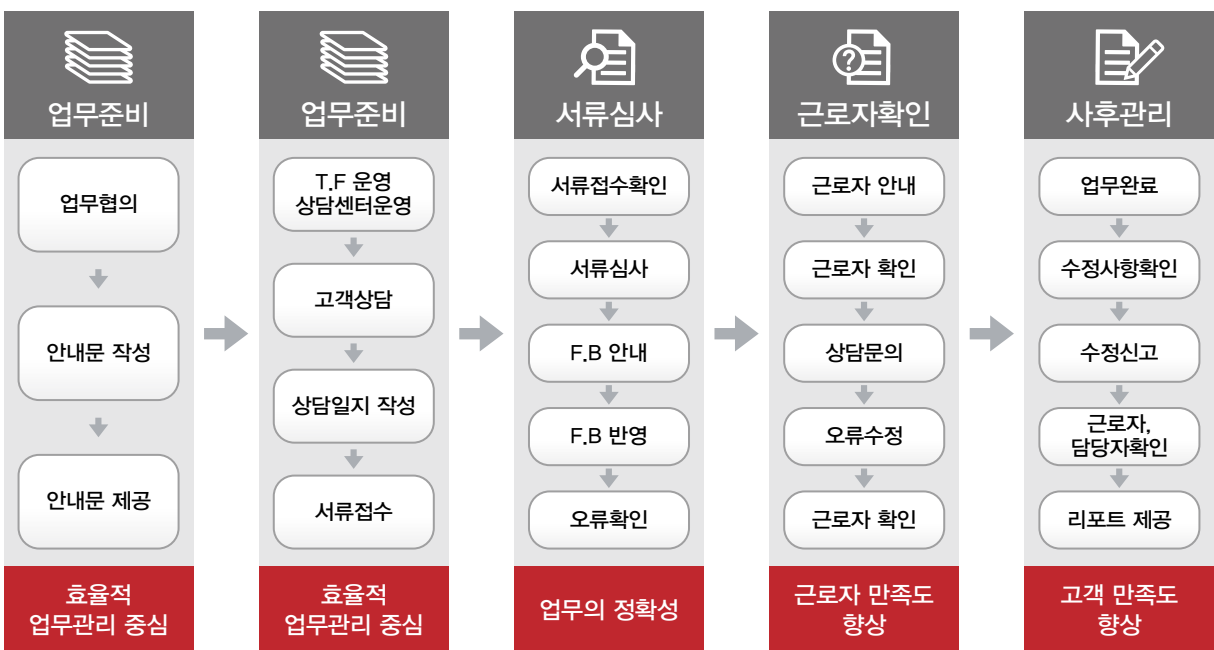 업무준비
업무협의
안내문 작성
안내문 제공
효율적
업무관리 중심
업무준비
T.F 운영
상담센터운영
고객상담
상담일지 작성
서류접수
효율적
업무관리 중심
서류심사
서류접수확인
서류심사
F.B 안내
F.B 반영
오류확인
업무의 정확성
근로자확인
근로자 안내
근로자 확인
상담문의
오류수정
근로자 확인
근로자 만족도
향상
사후관리
업무완료
수정사항확인
수정신고
근로자,
담당자확인
리포트 제공
고객 만족도
향상